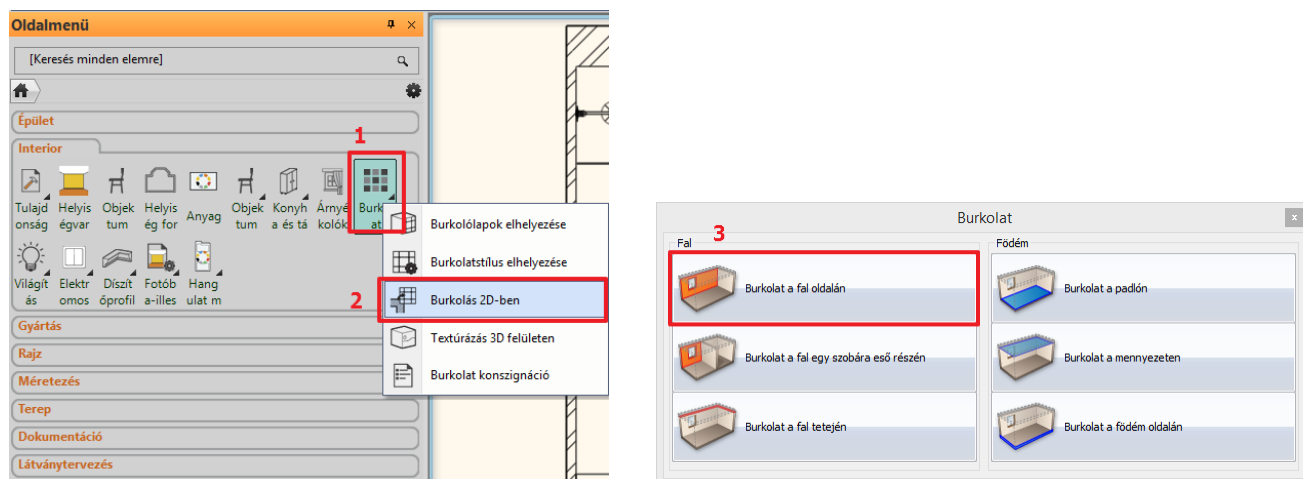 Oldalmenü
[Keresés minden elemre]
Épület
1
Interior
Tulajd
onság
Helyis
égvar
Objek
tum
Helyis
ég for
Anyag
Objek
tum
Konyh
a és tá
Árnyé
kolók
Burk
at
Világít
ás
Elektr
omos
Díszít
őprofil
Fotób
a-illes
Hang
ulat m
Burkolólapok elhelyezése
Burkolatstílus elhelyezése
2
Burkolás 2D-ben
Textúrázás 3D felületen
Burkolat konszignáció
Gyártás
Rajz
Méretezés
Terep
Dokumentáció
Látványtervezés
Burkolat
Fal
3
Burkolat a fal oldalán
Burkolat a fal egy szobára eső részén
Burkolat a fal tetején
Födém
Burkolat a padlón
Burkolat a mennyezeten
Burkolat a födém oldalán